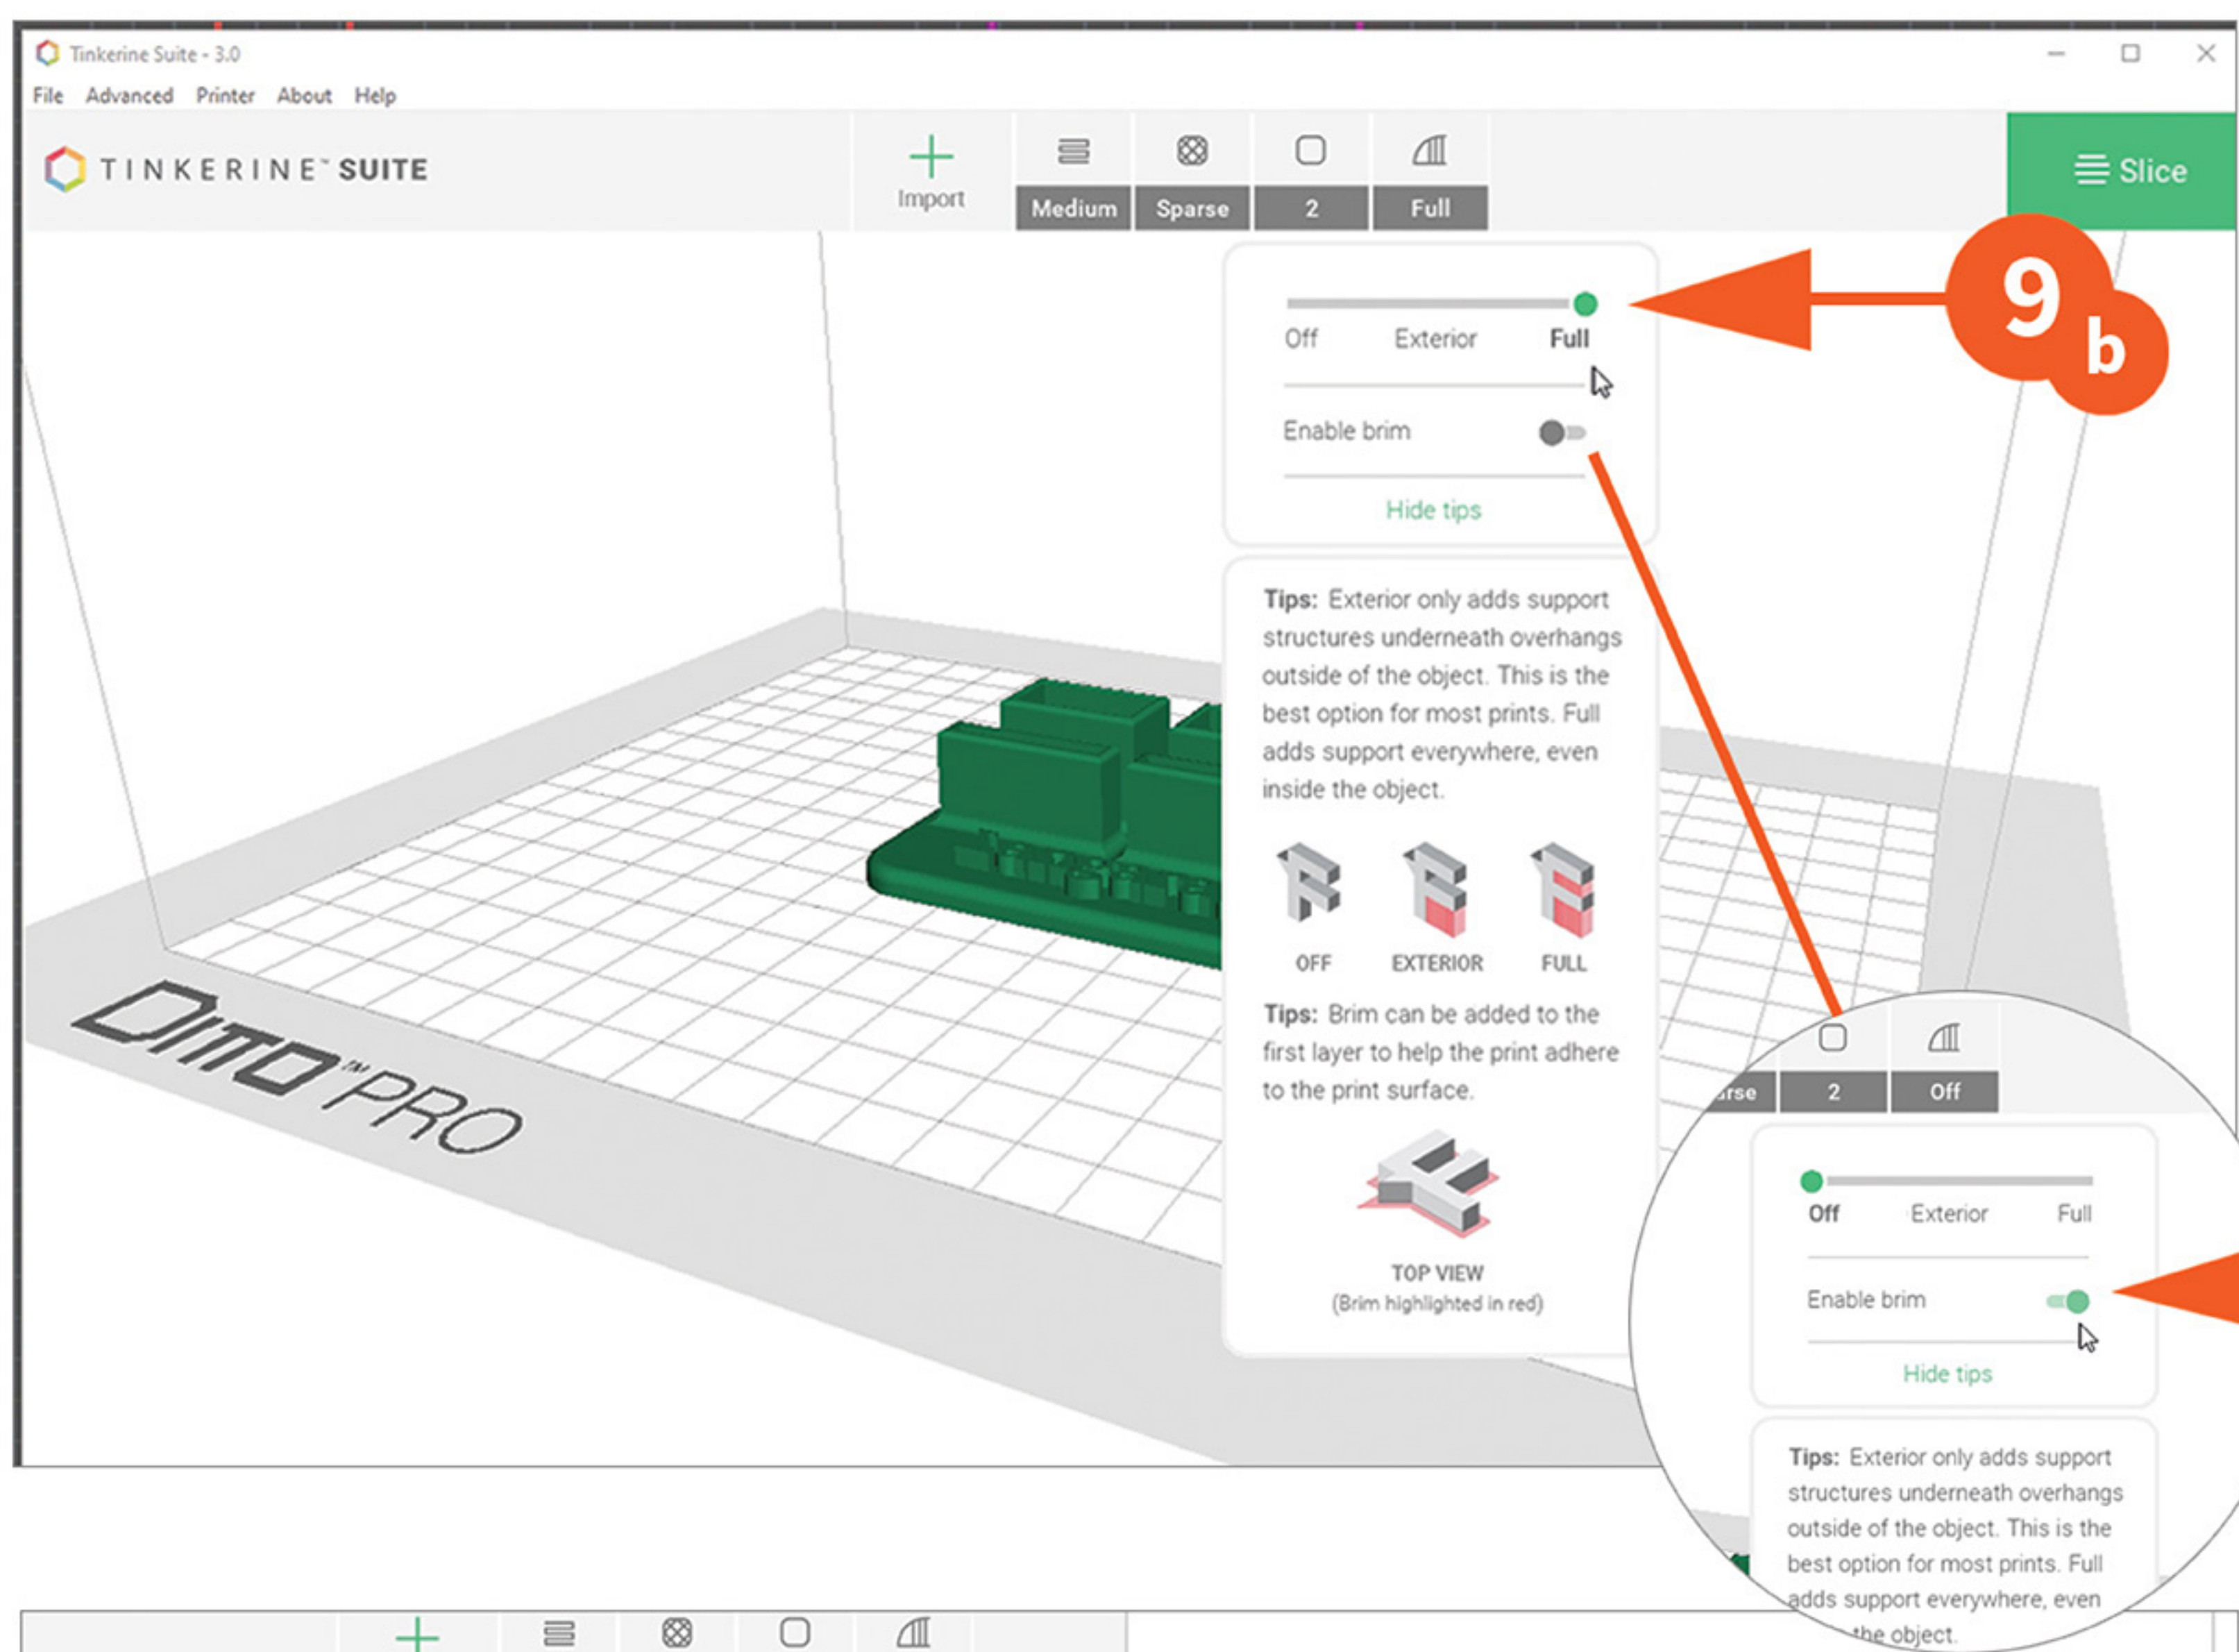 Tinkerine Suite - 3.0
File Advanced Printer About Help
TINKERINE™ SUITE
Import
Medium
Sparse
2
Full
Slice
9
b
Off Exterior Full
Enable brim
Hide tips
Tips: Exterior only adds support
structures underneath overhangs
outside of the object. This is the
best option for most prints. Full
adds support everywhere, even
inside the object.
OFF EXTERIOR FULL
Tips: Brim can be added to the
first layer to help the print adhere
to the print surface.
TOP VIEW
(Brim highlighted in red)
DITTO™ PRO
rse 2 Off
Off Exterior Full
Enable brim
Hide tips
Tips: Exterior only adds support
structures underneath overhangs
outside of the object. This is the
best option for most prints. Full
adds support everywhere, even
the object.